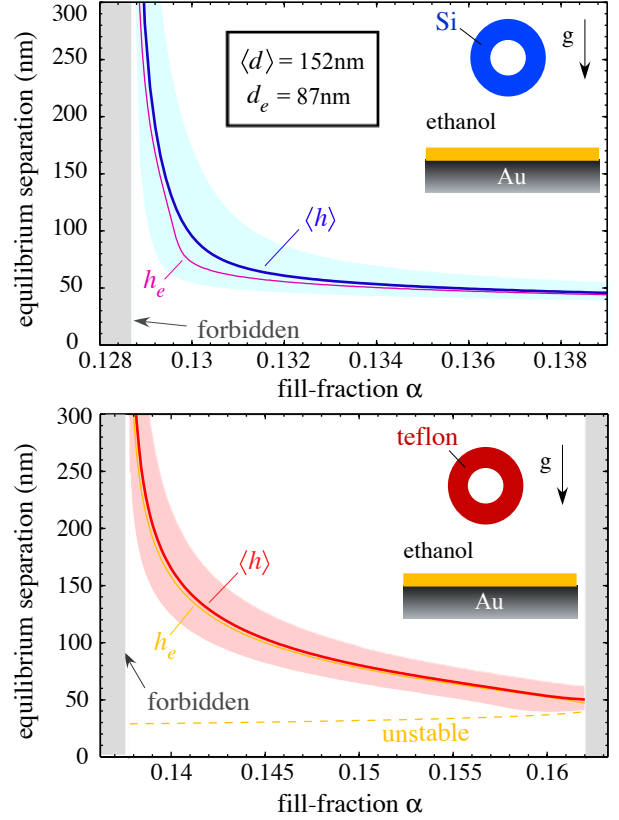 300
250
200
150
100
50
0
equilibrium separation (nm)
⟨d⟩ = 152nm
d_e = 87nm
Si
g
ethanol
Au
⟨h⟩
h_e
forbidden
0.128 0.13 0.132 0.134 0.136 0.138
fill-fraction α
300
250
200
150
100
50
0
equilibrium separation (nm)
teflon
g
ethanol
Au
⟨h⟩
h_e
forbidden
unstable
0.14 0.145 0.15 0.155 0.16
fill-fraction α